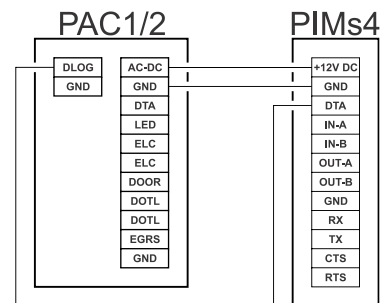 PAC1/2
DLOG
GND
AC-DC
GND
DTA
LED
ELC
ELC
DOOR
DOTL
DOTL
EGRS
GND
PIMs4
+12V DC
GND
DTA
IN-A
IN-B
OUT-A
OUT-B
GND
RX
TX
CTS
RTS